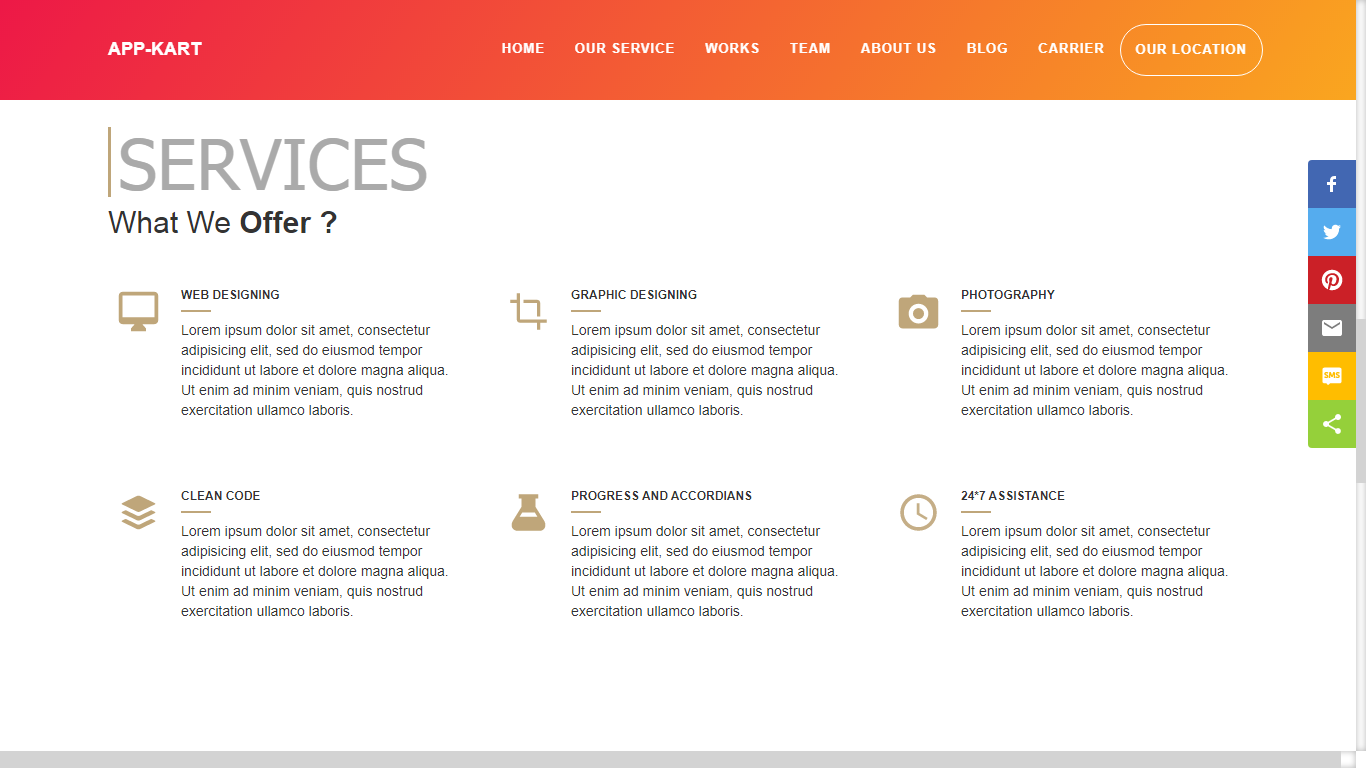 APP-KART
HOME OUR SERVICE WORKS TEAM ABOUT US BLOG CARRIER OUR LOCATION
SERVICES
What We Offer ?
WEB DESIGNING
Lorem ipsum dolor sit amet, consectetur
adipisicing elit, sed do eiusmod tempor
incididunt ut labore et dolore magna aliqua.
Ut enim ad minim veniam, quis nostrud
exercitation ullamco laboris.
GRAPHIC DESIGNING
Lorem ipsum dolor sit amet, consectetur
adipisicing elit, sed do eiusmod tempor
incididunt ut labore et dolore magna aliqua.
Ut enim ad minim veniam, quis nostrud
exercitation ullamco laboris.
PHOTOGRAPHY
Lorem ipsum dolor sit amet, consectetur
adipisicing elit, sed do eiusmod tempor
incididunt ut labore et dolore magna aliqua.
Ut enim ad minim veniam, quis nostrud
exercitation ullamco laboris.
CLEAN CODE
Lorem ipsum dolor sit amet, consectetur
adipisicing elit, sed do eiusmod tempor
incididunt ut labore et dolore magna aliqua.
Ut enim ad minim veniam, quis nostrud
exercitation ullamco laboris.
PROGRESS AND ACCORDIANS
Lorem ipsum dolor sit amet, consectetur
adipisicing elit, sed do eiusmod tempor
incididunt ut labore et dolore magna aliqua.
Ut enim ad minim veniam, quis nostrud
exercitation ullamco laboris.
24*7 ASSISTANCE
Lorem ipsum dolor sit amet, consectetur
adipisicing elit, sed do eiusmod tempor
incididunt ut labore et dolore magna aliqua.
Ut enim ad minim veniam, quis nostrud
exercitation ullamco laboris.
SMS